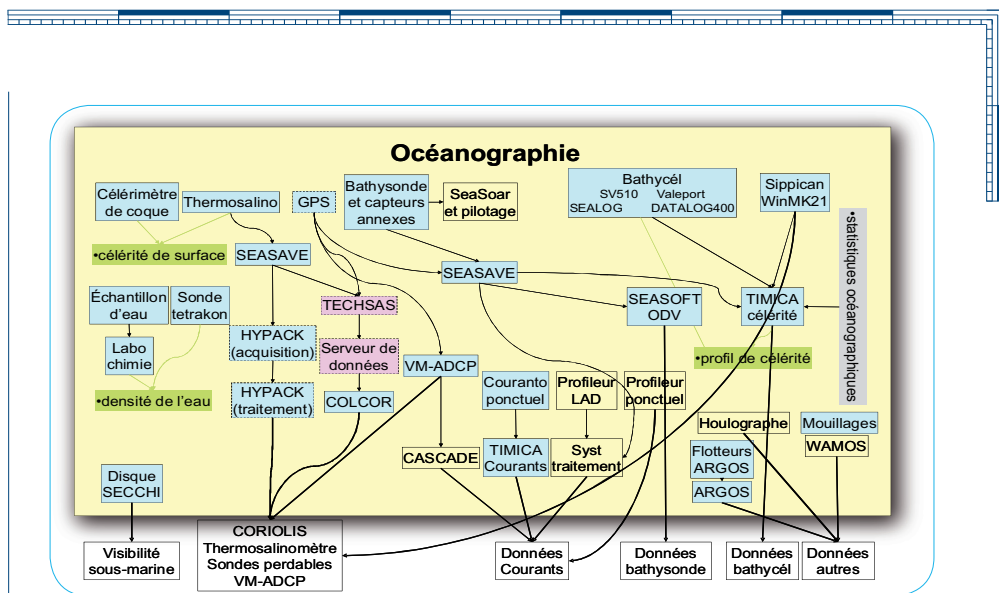 Océanographie
Célérimètre
de coque
Thermosalino
GPS
Bathysonde
et capteurs
annexes
SeaSoar
et pilotage
Bathycél
SV510 Valeport
SEALOG DATALOG400
Sippican
WinMK21
•statistiques océanographiques
•célérité de surface
SEASAVE
SEASAVE
Échantillon
d'eau
Sonde
tetrakon
TECHSAS
SEASOFT
ODV
TIMICA
célérité
Labo
chimie
HYPACK
(acquisition)
Serveur de
données
VM-ADCP
•profil de célérité
•densité de l'eau
HYPACK
(traitement)
COLCOR
Couranto
ponctuel
Profileur
LAD
Profileur
ponctuel
Houlographe
Mouillages
WAMOS
CASCADE
TIMICA
Courants
Syst
traitement
Flotteurs
ARGOS
ARGOS
Disque
SECCHI
Visibilité
sous-marine
CORIOLIS
Thermosalinomètre
Sondes perdables
VM-ADCP
Données
Courants
Données
bathysonde
Données
bathycél
Données
autres